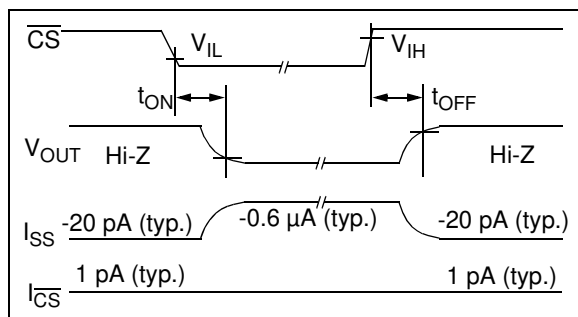 CS
V_IL
V_IH
t_ON
t_OFF
V_OUT
Hi-Z
Hi-Z
I_SS
-20 pA (typ.)
-0.6 µA (typ.)
-20 pA (typ.)
1 pA (typ.)
1 pA (typ.)
I_CS